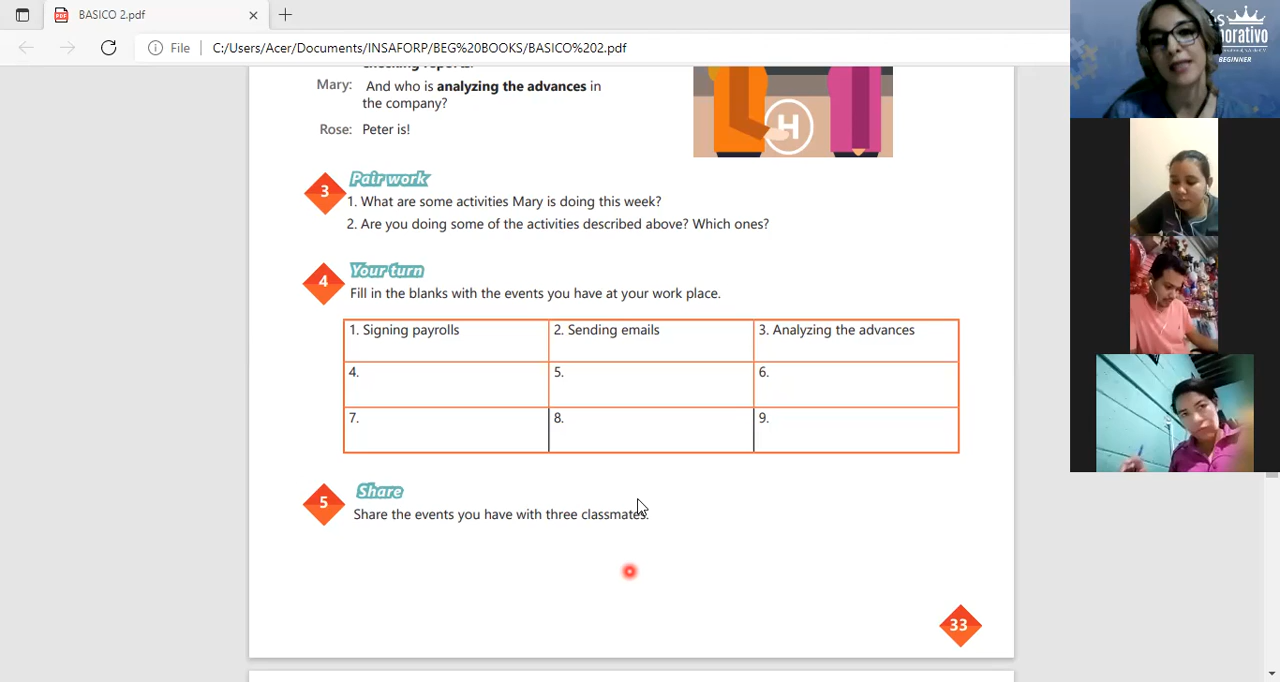 BASICO 2.pdf
File C:/Users/Acer/Documents/INSAFORP/BEG%20BOOKS/BASICO%202.pdf
BEGINNER
checking reports.
Mary: And who is analyzing the advances in
the company?
Rose: Peter is!
H
3 Pair work
1. What are some activities Mary is doing this week?
2. Are you doing some of the activities described above? Which ones?
4 Your turn
Fill in the blanks with the events you have at your work place.
1. Signing payrolls 2. Sending emails 3. Analyzing the advances
4. 5. 6.
7. 8. 9.
5 Share
Share the events you have with three classmates.
33